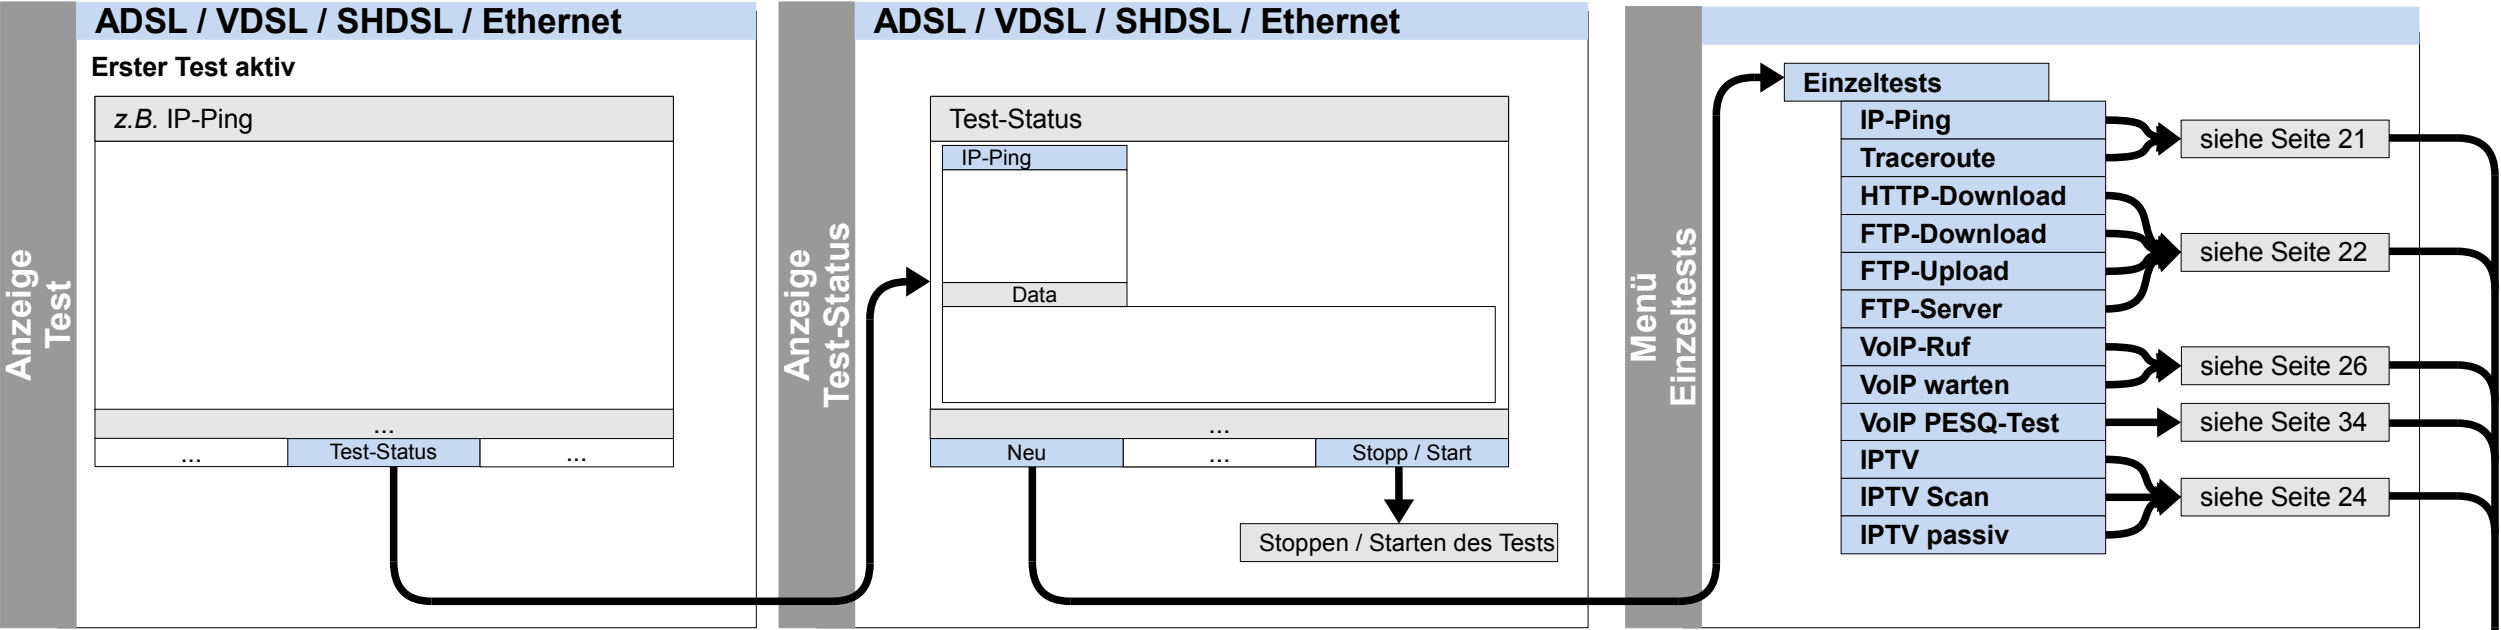 ADSL / VDSL / SHDSL / Ethernet
Erster Test aktiv
z.B. IP-Ping
...
...
Test-Status
...
Anzeige
Test
ADSL / VDSL / SHDSL / Ethernet
Test-Status
IP-Ping
Data
...
Neu
...
Stopp / Start
Stoppen / Starten des Tests
Anzeige
Test-Status
Menü
Einzeltests
Einzeltests
IP-Ping
Traceroute
siehe Seite 21
HTTP-Download
FTP-Download
FTP-Upload
FTP-Server
siehe Seite 22
VoIP-Ruf
VoIP warten
siehe Seite 26
VoIP PESQ-Test
siehe Seite 34
IPTV
IPTV Scan
IPTV passiv
siehe Seite 24